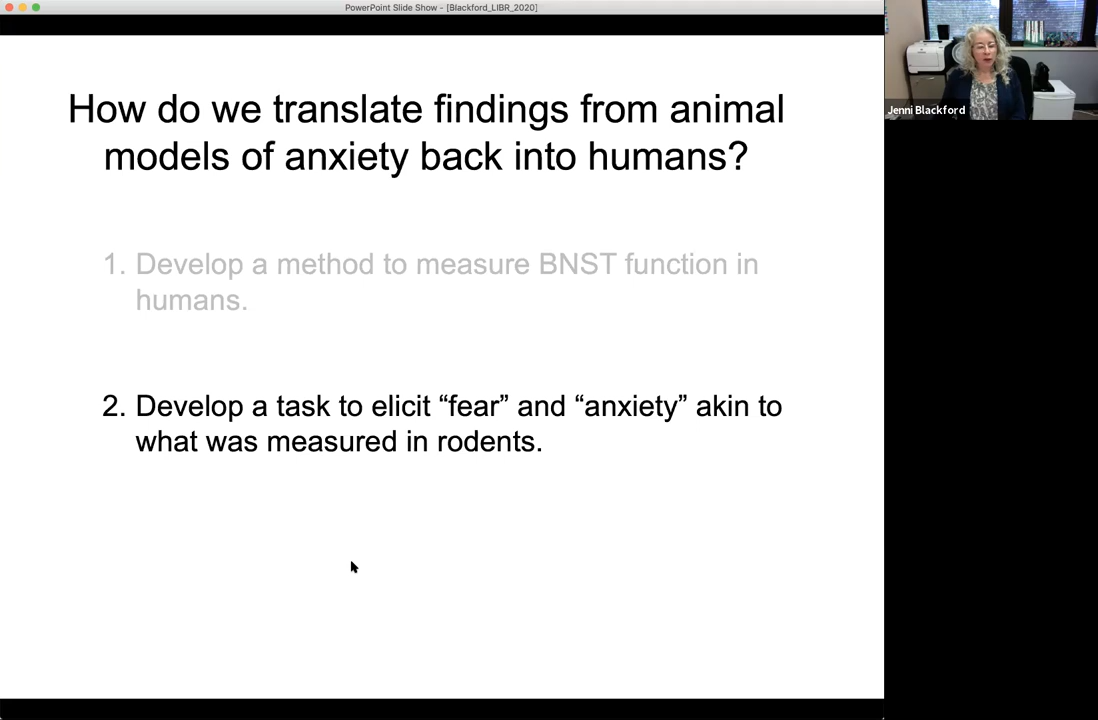 PowerPoint Slide Show - [Blackford_LIBR_2020]
Jenni Blackford
How do we translate findings from animal
models of anxiety back into humans?
1. Develop a method to measure BNST function in
humans.
2. Develop a task to elicit “fear” and “anxiety” akin to
what was measured in rodents.